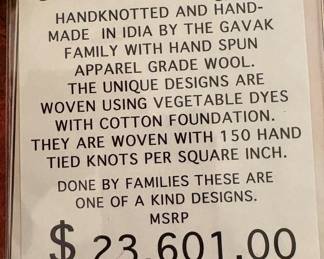 HANDKNOTTED AND HAND-
MADE IN IDIA BY THE GAVAK
FAMILY WITH HAND SPUN
APPAREL GRADE WOOL.
THE UNIQUE DESIGNS ARE
WOVEN USING VEGETABLE DYES
WITH COTTON FOUNDATION.
THEY ARE WOVEN WITH 150 HAND
TIED KNOTS PER SQUARE INCH.
DONE BY FAMILIES THESE ARE
ONE OF A KIND DESIGNS.
MSRP
$ 23,601.00